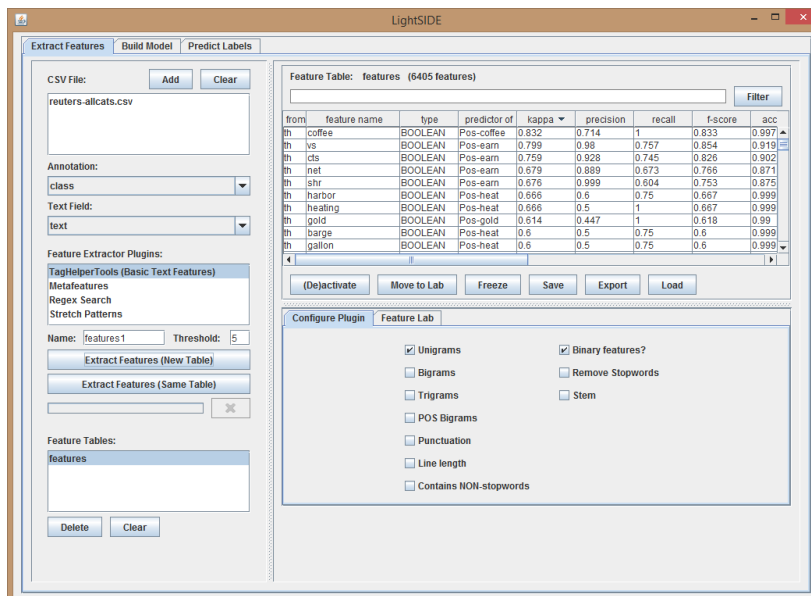 LightSIDE
Extract Features Build Model Predict Labels
CSV File: Add Clear
reuters-allcats.csv
Annotation:
class
Text Field:
text
Feature Extractor Plugins:
TagHelperTools (Basic Text Features)
Metafeatures
Regex Search
Stretch Patterns
Name: features1 Threshold: 5
Extract Features (New Table)
Extract Features (Same Table)
Feature Tables:
features
Delete Clear
Feature Table: features (6405 features)
Filter
from feature name type predictor of kappa precision recall f-score acc
th coffee BOOLEAN Pos-coffee 0.832 0.714 1 0.833 0.997
th vs BOOLEAN Pos-earn 0.799 0.98 0.757 0.854 0.919
th cts BOOLEAN Pos-earn 0.759 0.928 0.745 0.826 0.902
th net BOOLEAN Pos-earn 0.679 0.889 0.673 0.766 0.871
th shr BOOLEAN Pos-earn 0.676 0.999 0.604 0.753 0.875
th harbor BOOLEAN Pos-heat 0.666 0.6 0.75 0.667 0.999
th heating BOOLEAN Pos-heat 0.666 0.5 1 0.667 0.999
th gold BOOLEAN Pos-gold 0.614 0.447 1 0.618 0.99
th barge BOOLEAN Pos-heat 0.6 0.5 0.75 0.6 0.999
th gallon BOOLEAN Pos-heat 0.6 0.5 0.75 0.6 0.999
(De)activate Move to Lab Freeze Save Export Load
Configure Plugin Feature Lab
Unigrams Binary features?
Bigrams Remove Stopwords
Trigrams Stem
POS Bigrams
Punctuation
Line length
Contains NON-stopwords